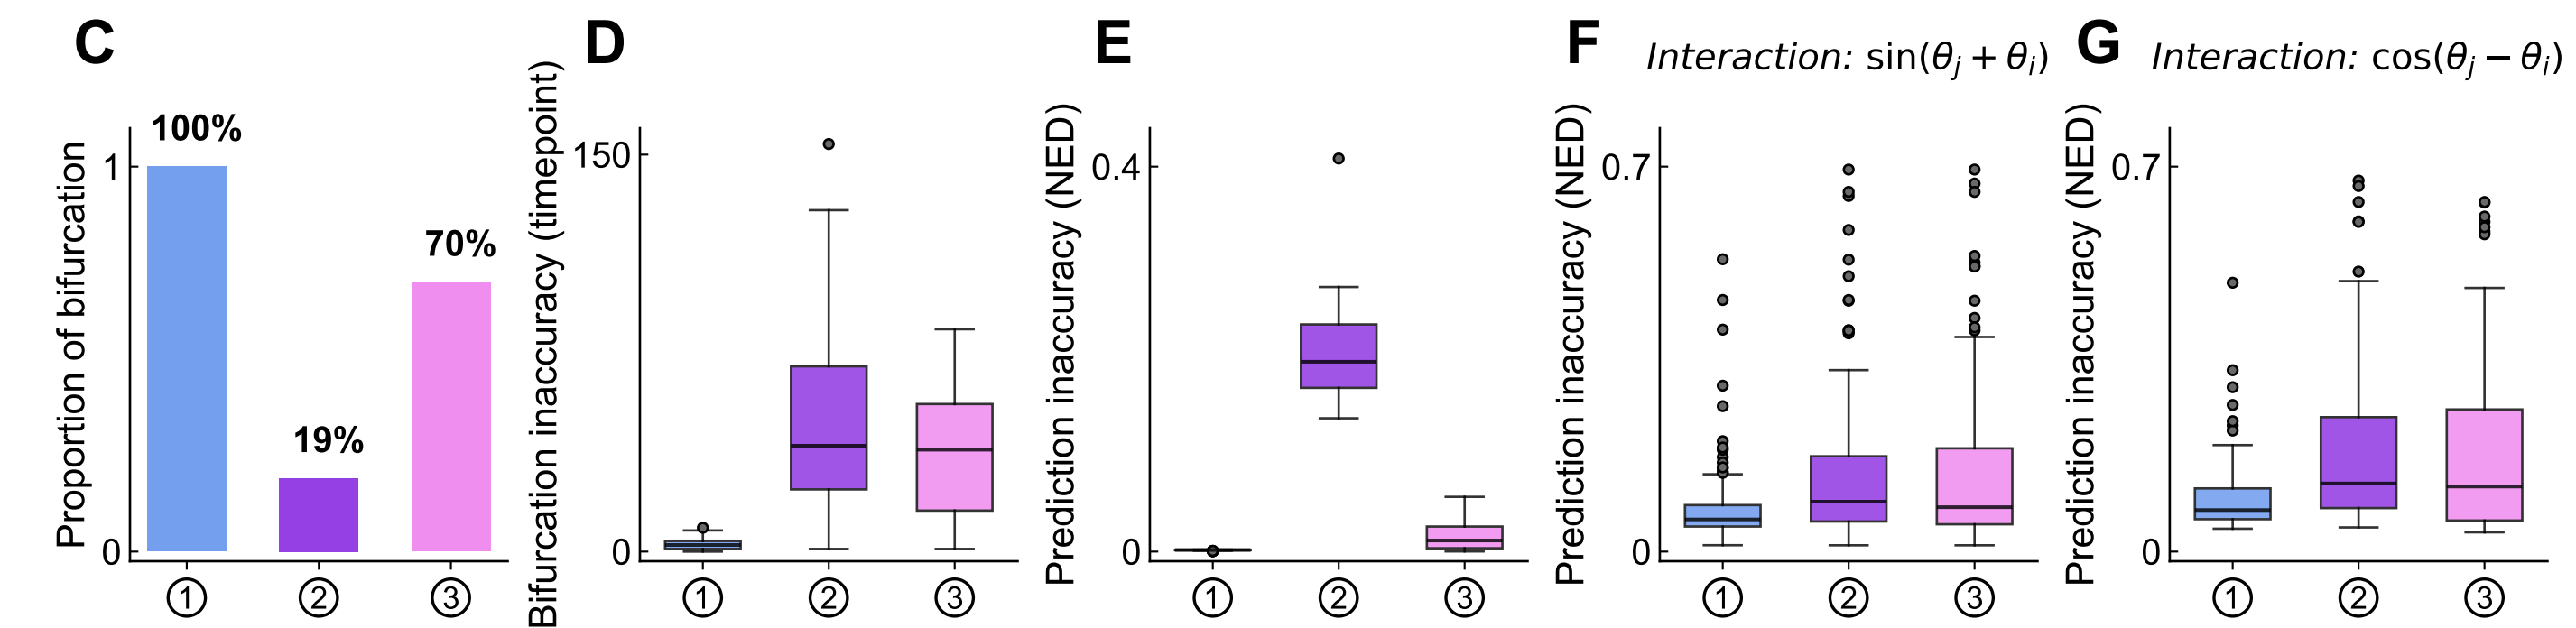 C
Proportion of bifurcation
1
0
100%
19%
70%
①
②
③
D
Bifurcation inaccuracy (timepoint)
150
0
①
②
③
E
Prediction inaccuracy (NED)
0.4
0
①
②
③
F
Interaction: sin(θj + θi)
Prediction inaccuracy (NED)
0.7
0
①
②
③
G
Interaction: cos(θj − θi)
Prediction inaccuracy (NED)
0.7
0
①
②
③